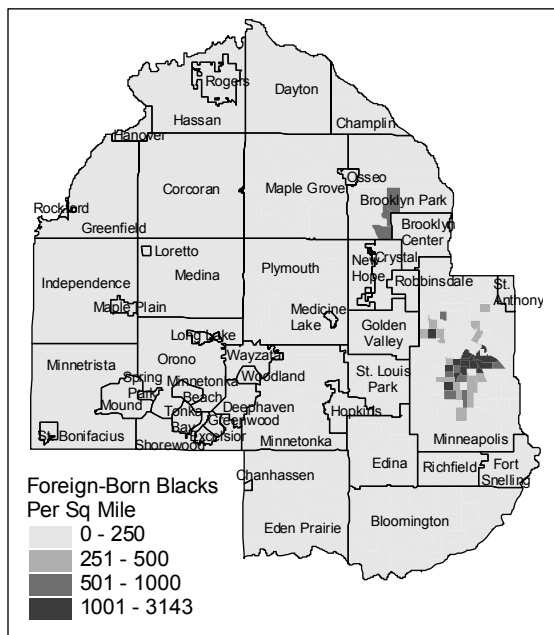 Rogers
Dayton
Hassan
Champlin
Hanover
Osseo
Corcoran
Maple Grove
Brooklyn Park
Rockford
Greenfield
Brooklyn
Center
Loretto
Crystal
New
Hope
Independence
Medina
Plymouth
Robbinsdale
St.
Anthony
Maple Plain
Medicine
Lake
Golden
Valley
Long Lake
Minnetrista
Orono
Wayzata
Spring
Park
Minnetonka
Beach
Woodland
St. Louis
Park
Mound
Tonka
Bay
Deephaven
Greenwood
Hopkins
St. Bonifacius
Shorewood
Excelsior
Minnetonka
Minneapolis
Edina
Richfield
Fort
Snelling
Chanhassen
Eden Prairie
Bloomington
Foreign-Born Blacks
Per Sq Mile
0 - 250
251 - 500
501 - 1000
1001 - 3143